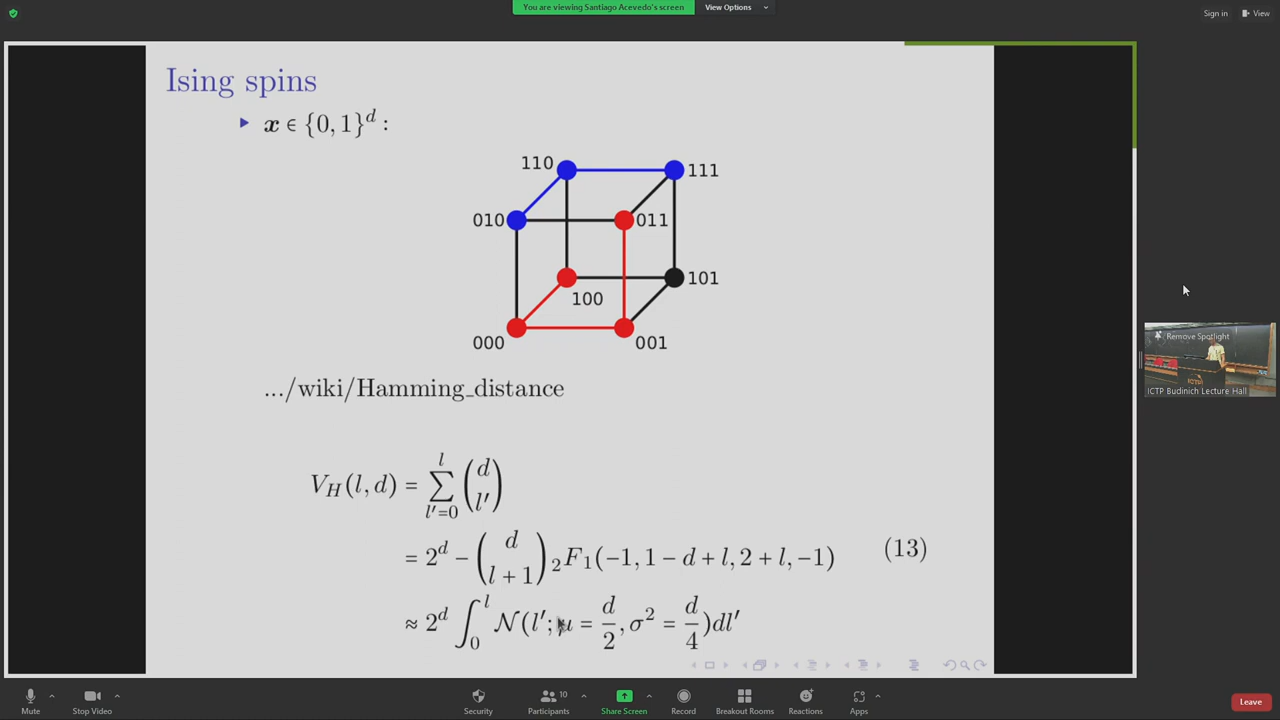 You are viewing Santiago Acevedo's screen
View Options
Sign in
View
Ising spins
x ∈ {0, 1}^d :
110
111
010
011
100
101
000
001
.../wiki/Hamming_distance
V_H(l, d) = \sum_{l'=0}^{l} \binom{d}{l'}
= 2^d − \binom{d}{l+1} _2F_1(−1, 1 − d + l, 2 + l, −1) (13)
≈ 2^d \int_0^l N(l'; μ = \frac{d}{2}, σ^2 = \frac{d}{4})dl'
Remove Spotlight
ICTP
ICTP Budinich Lecture Hall
Mute
Stop Video
Security
10
Participants
Share Screen
Record
Breakout Rooms
Reactions
Apps
Leave